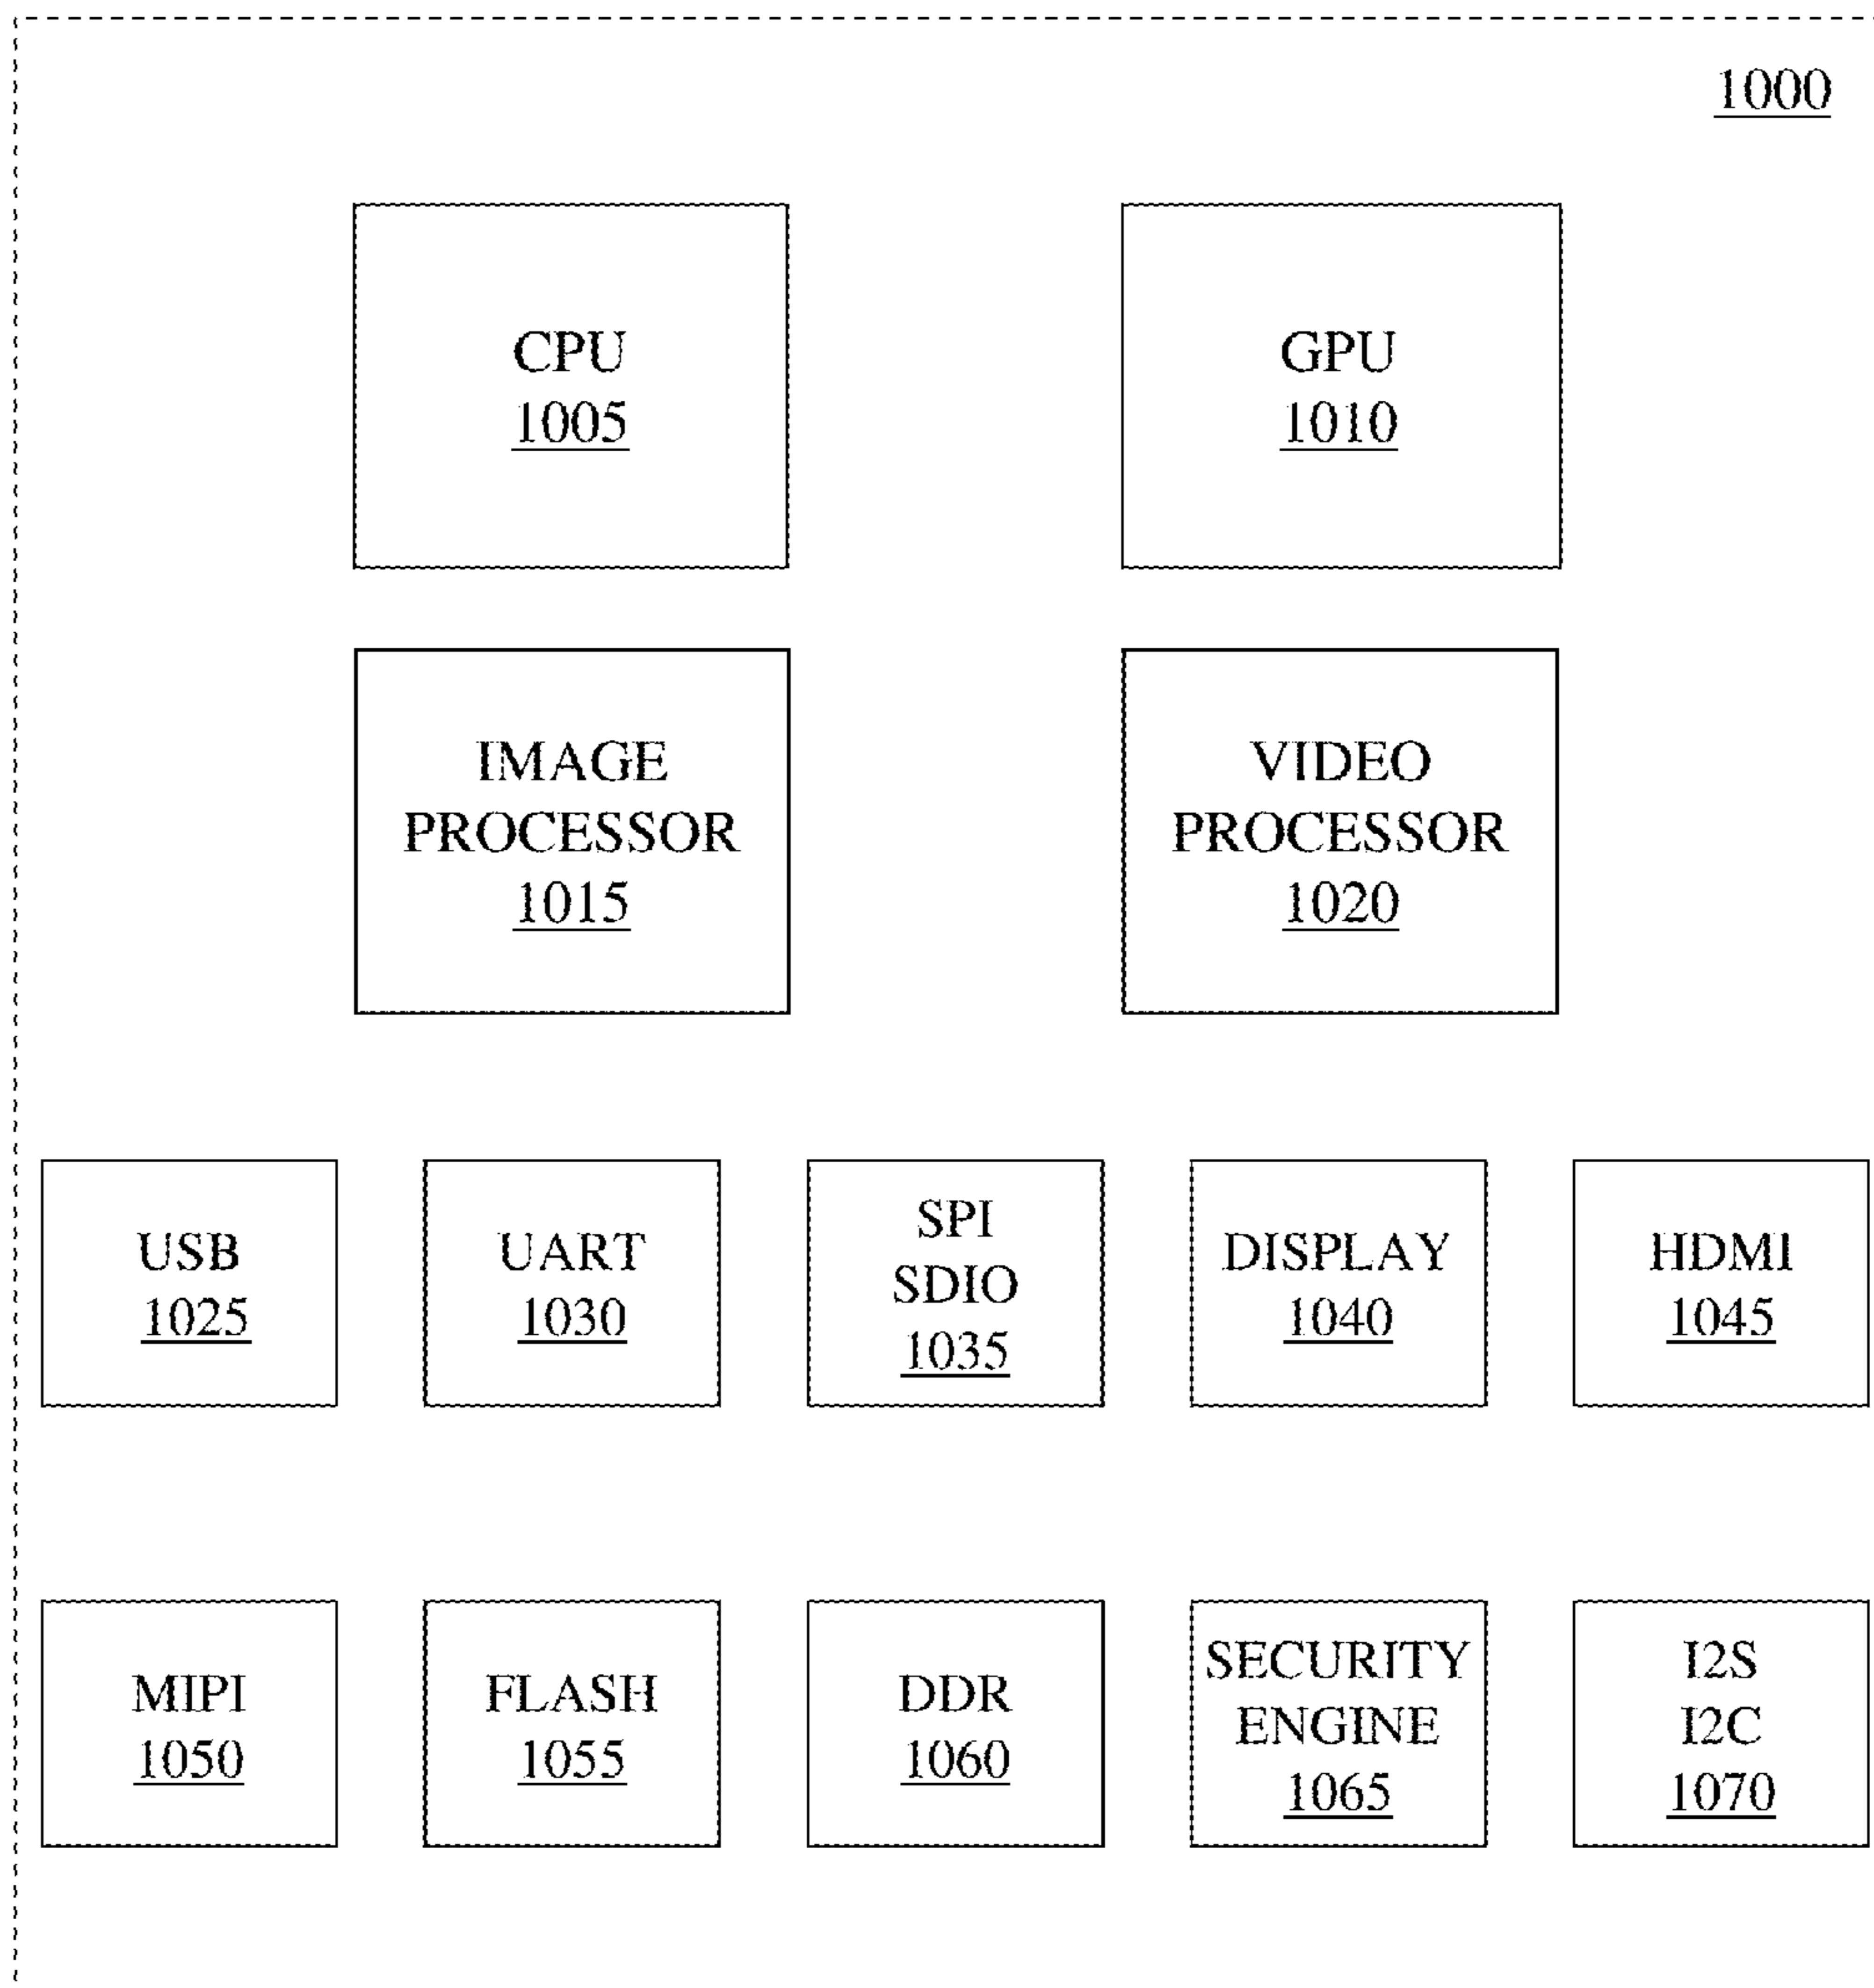 1000
CPU
1005
GPU
1010
IMAGE
PROCESSOR
1015
VIDEO
PROCESSOR
1020
USB
1025
UART
1030
SPI
SDIO
1035
DISPLAY
1040
HDMI
1045
MIPI
1050
FLASH
1055
DDR
1060
SECURITY
ENGINE
1065
I2S
I2C
1070